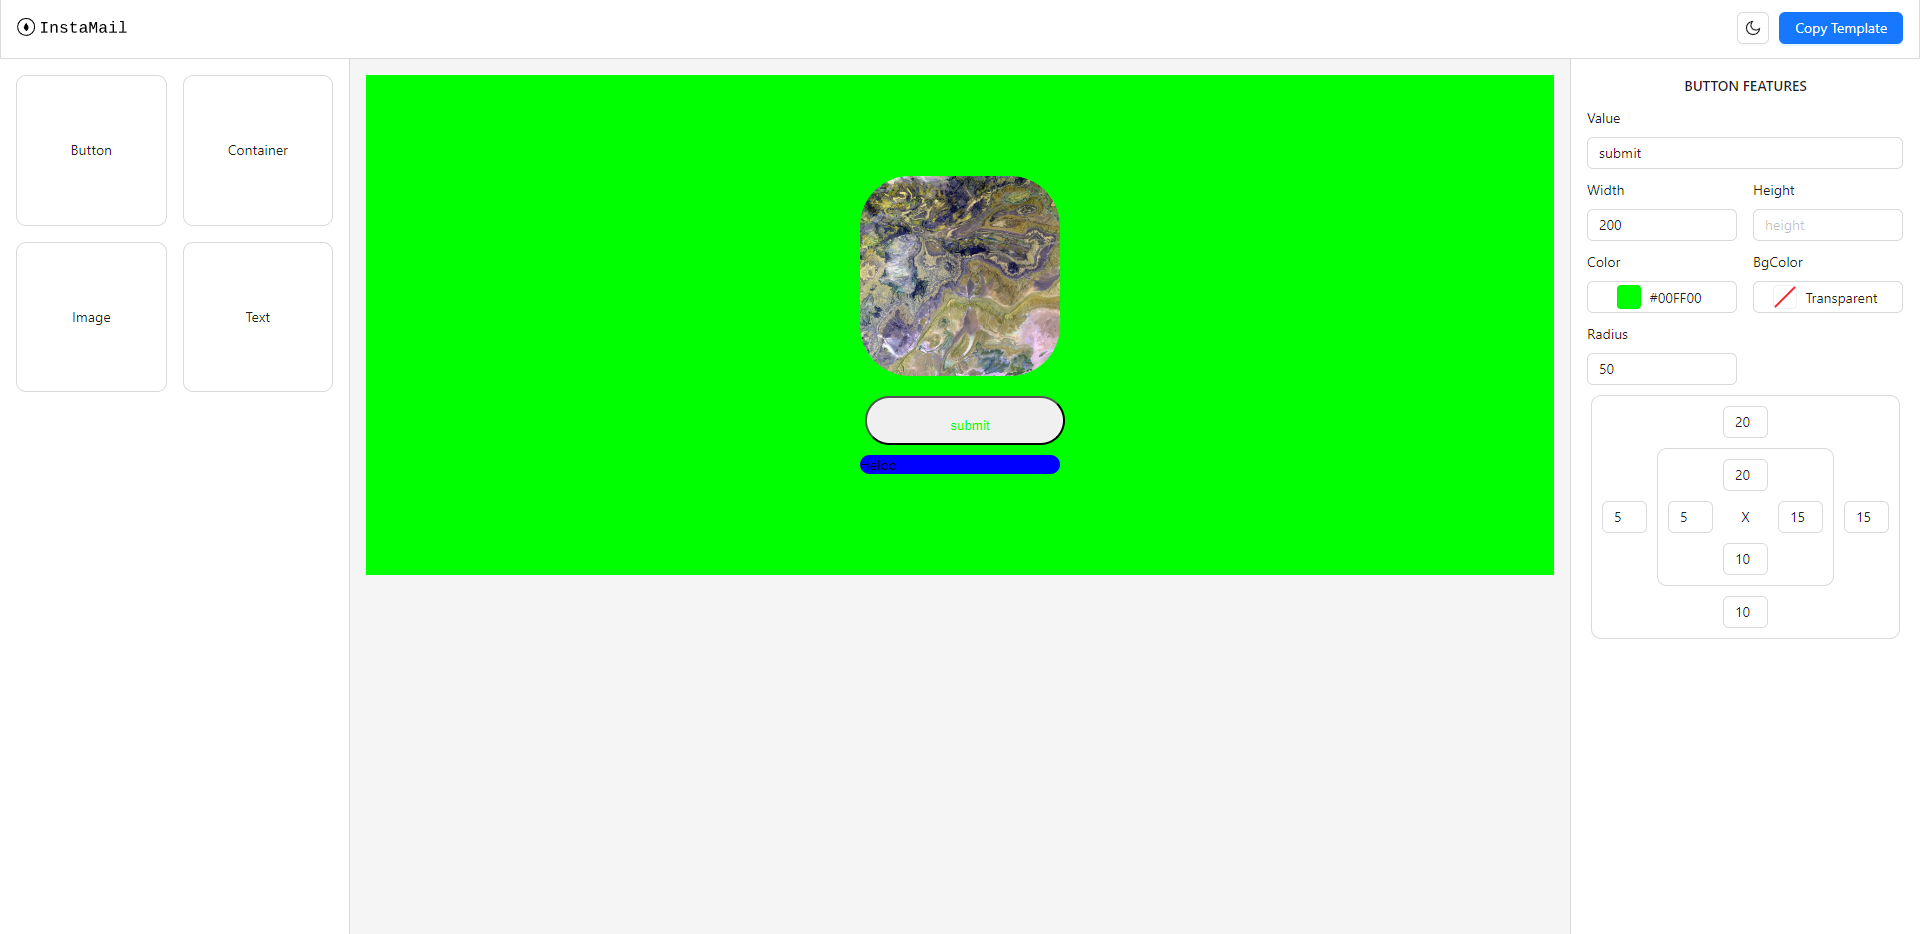 InstaMail
Copy Template
Button
Container
Image
Text
submit
BUTTON FEATURES
Value
submit
Width
Height
200
height
Color
BgColor
#00FF00
Transparent
Radius
50
20
20
5
5
X
15
15
10
10